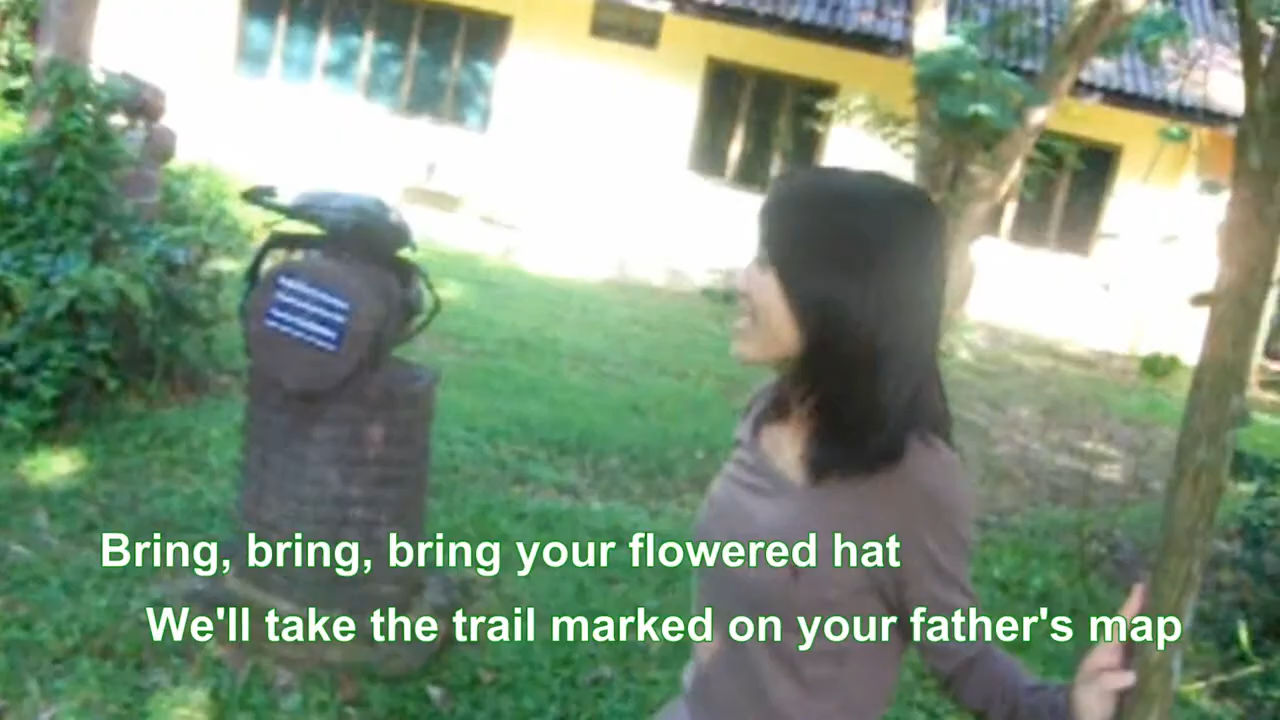 Bring, bring, bring your flowered hat
We'll take the trail marked on your father's map